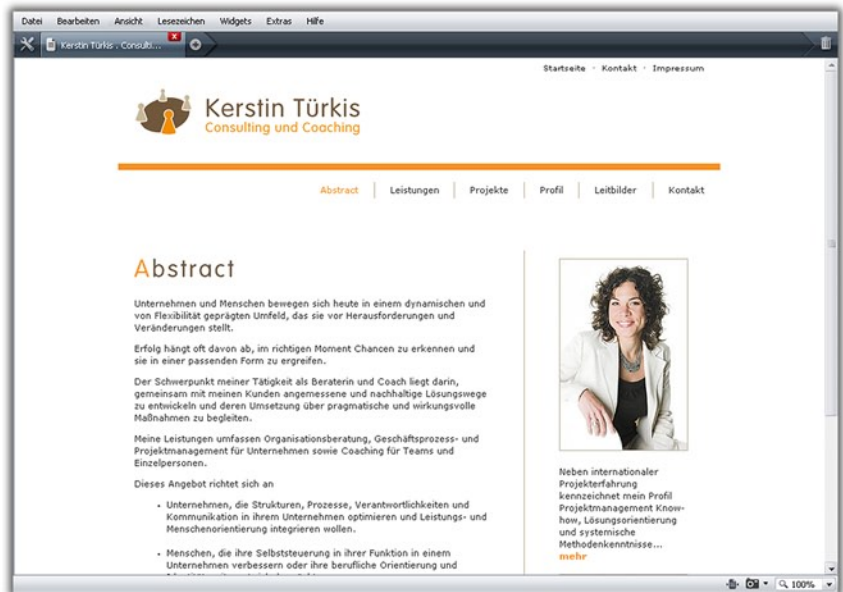 Datei Bearbeiten Ansicht Lesezeichen Widgets Extras Hilfe
Kerstin Türkis . Consulti...
Startseite · Kontakt · Impressum
Kerstin Türkis
Consulting und Coaching
Abstract Leistungen Projekte Profil Leitbilder Kontakt
Abstract
Unternehmen und Menschen bewegen sich heute in einem dynamischen und
von Flexibilität geprägten Umfeld, das sie vor Herausforderungen und
Veränderungen stellt.
Erfolg hängt oft davon ab, im richtigen Moment Chancen zu erkennen und
sie in einer passenden Form zu ergreifen.
Der Schwerpunkt meiner Tätigkeit als Beraterin und Coach liegt darin,
gemeinsam mit meinen Kunden angemessene und nachhaltige Lösungswege
zu entwickeln und deren Umsetzung über pragmatische und wirkungsvolle
Maßnahmen zu begleiten.
Meine Leistungen umfassen Organisationsberatung, Geschäftsprozess- und
Projektmanagement für Unternehmen sowie Coaching für Teams und
Einzelpersonen.
Dieses Angebot richtet sich an
• Unternehmen, die Strukturen, Prozesse, Verantwortlichkeiten und
Kommunikation in ihrem Unternehmen optimieren und Leistungs- und
Menschenorientierung integrieren wollen.
• Menschen, die ihre Selbststeuerung in ihrer Funktion in einem
Unternehmen verbessern oder ihre berufliche Orientierung und
Neben internationaler
Projekterfahrung
kennzeichnet mein Profil
Projektmanagement Know-
how, Lösungsorientierung
und systemische
Methodenkenntnisse...
mehr
100%